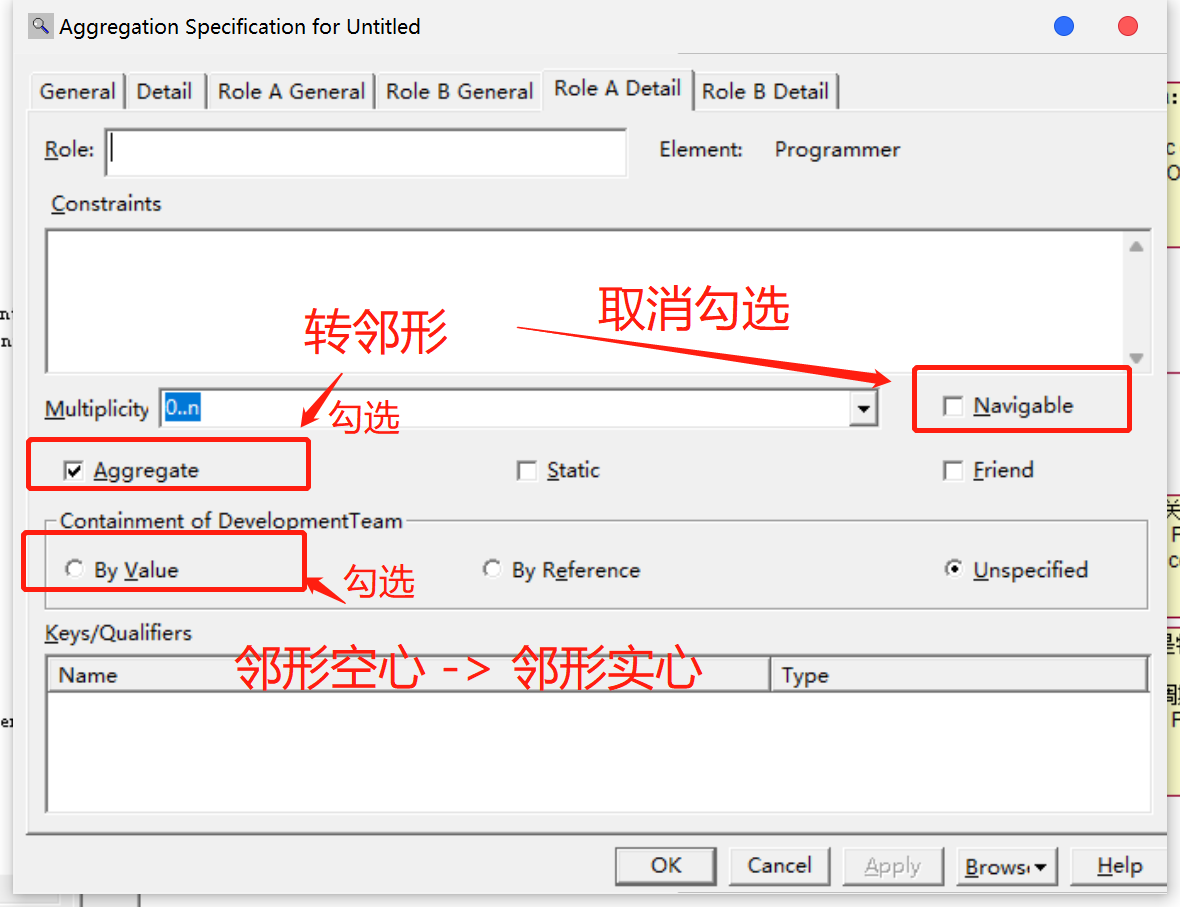 Aggregation Specification for Untitled
General Detail Role A General Role B General Role A Detail Role B Detail
Role: Element: Programmer
Constraints
转邻形 取消勾选
Multiplicity 0..n 勾选 Navigable
Aggregate Static Friend
Containment of DevelopmentTeam
By Value 勾选 By Reference Unspecified
Keys/Qualifiers
邻形空心 -> 邻形实心
Name Type
OK Cancel Apply Brows Help